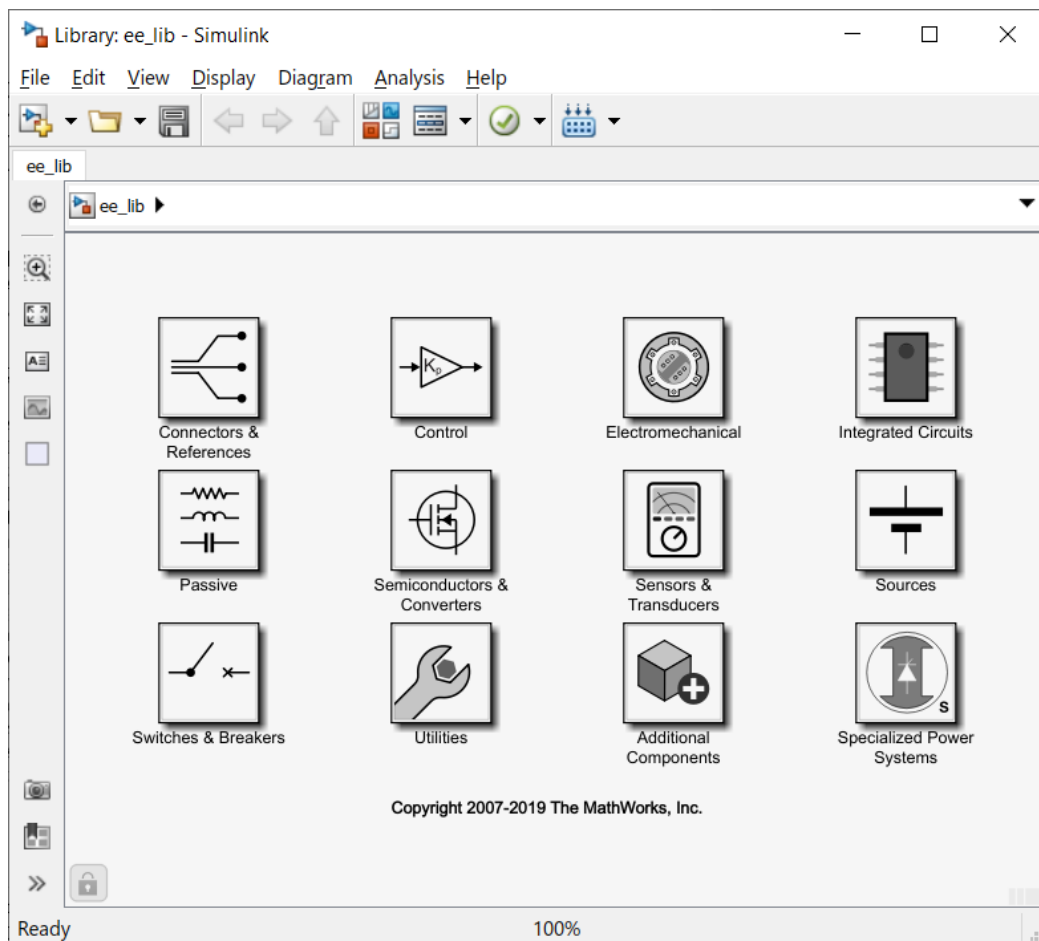 Library: ee_lib - Simulink
File Edit View Display Diagram Analysis Help
ee_lib
ee_lib
Kp
Connectors &
References
Control
Electromechanical
Integrated Circuits
Passive
Semiconductors &
Converters
Sensors &
Transducers
Sources
Switches & Breakers
Utilities
Additional
Components
S
Specialized Power
Systems
Copyright 2007-2019 The MathWorks, Inc.
Ready 100%